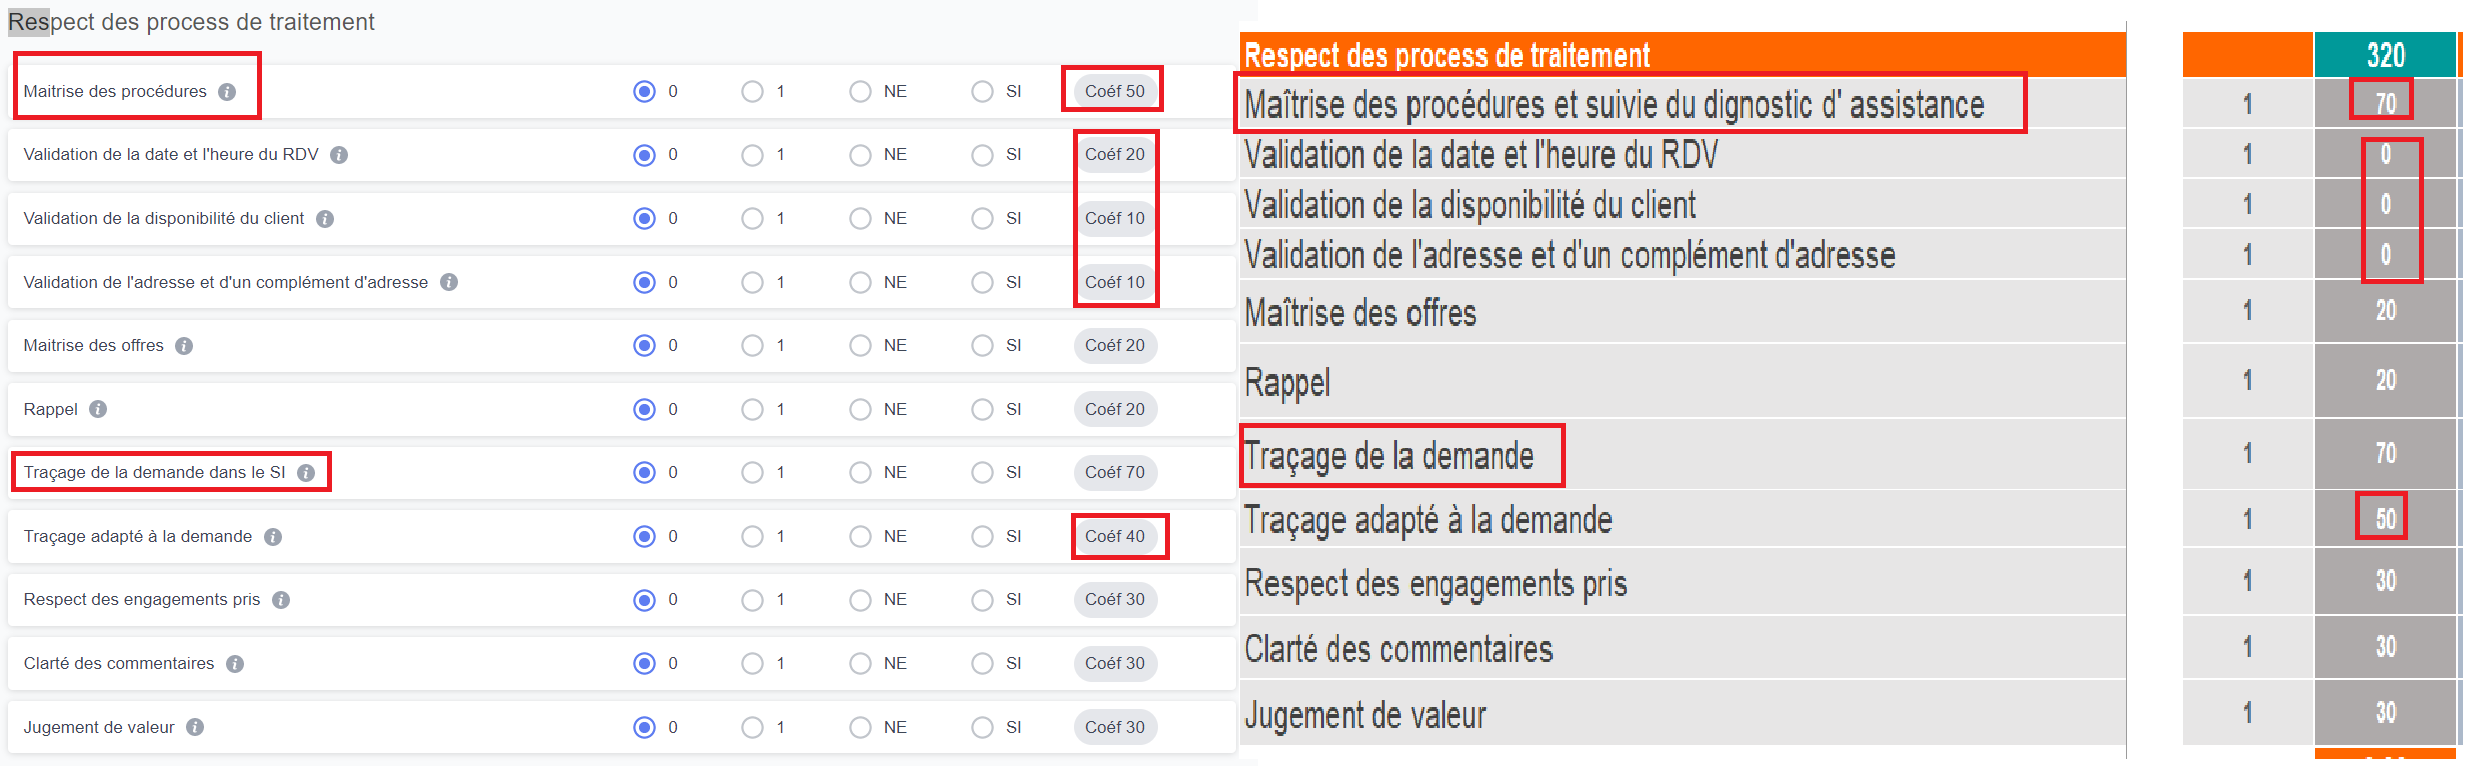 Respect des process de traitement
Maitrise des procédures i 0 1 NE SI Coéf 50
Validation de la date et l'heure du RDV i 0 1 NE SI Coéf 20
Validation de la disponibilité du client i 0 1 NE SI Coéf 10
Validation de l'adresse et d'un complément d'adresse i 0 1 NE SI Coéf 10
Maitrise des offres i 0 1 NE SI Coéf 20
Rappel i 0 1 NE SI Coéf 20
Traçage de la demande dans le SI i 0 1 NE SI Coéf 70
Traçage adapté à la demande i 0 1 NE SI Coéf 40
Respect des engagements pris i 0 1 NE SI Coéf 30
Clarté des commentaires i 0 1 NE SI Coéf 30
Jugement de valeur i 0 1 NE SI Coéf 30
Respect des process de traitement 320
Maîtrise des procédures et suivie du dignostic d' assistance 1 70
Validation de la date et l'heure du RDV 1 0
Validation de la disponibilité du client 1 0
Validation de l'adresse et d'un complément d'adresse 1 0
Maîtrise des offres 1 20
Rappel 1 20
Traçage de la demande 1 70
Traçage adapté à la demande 1 50
Respect des engagements pris 1 30
Clarté des commentaires 1 30
Jugement de valeur 1 30